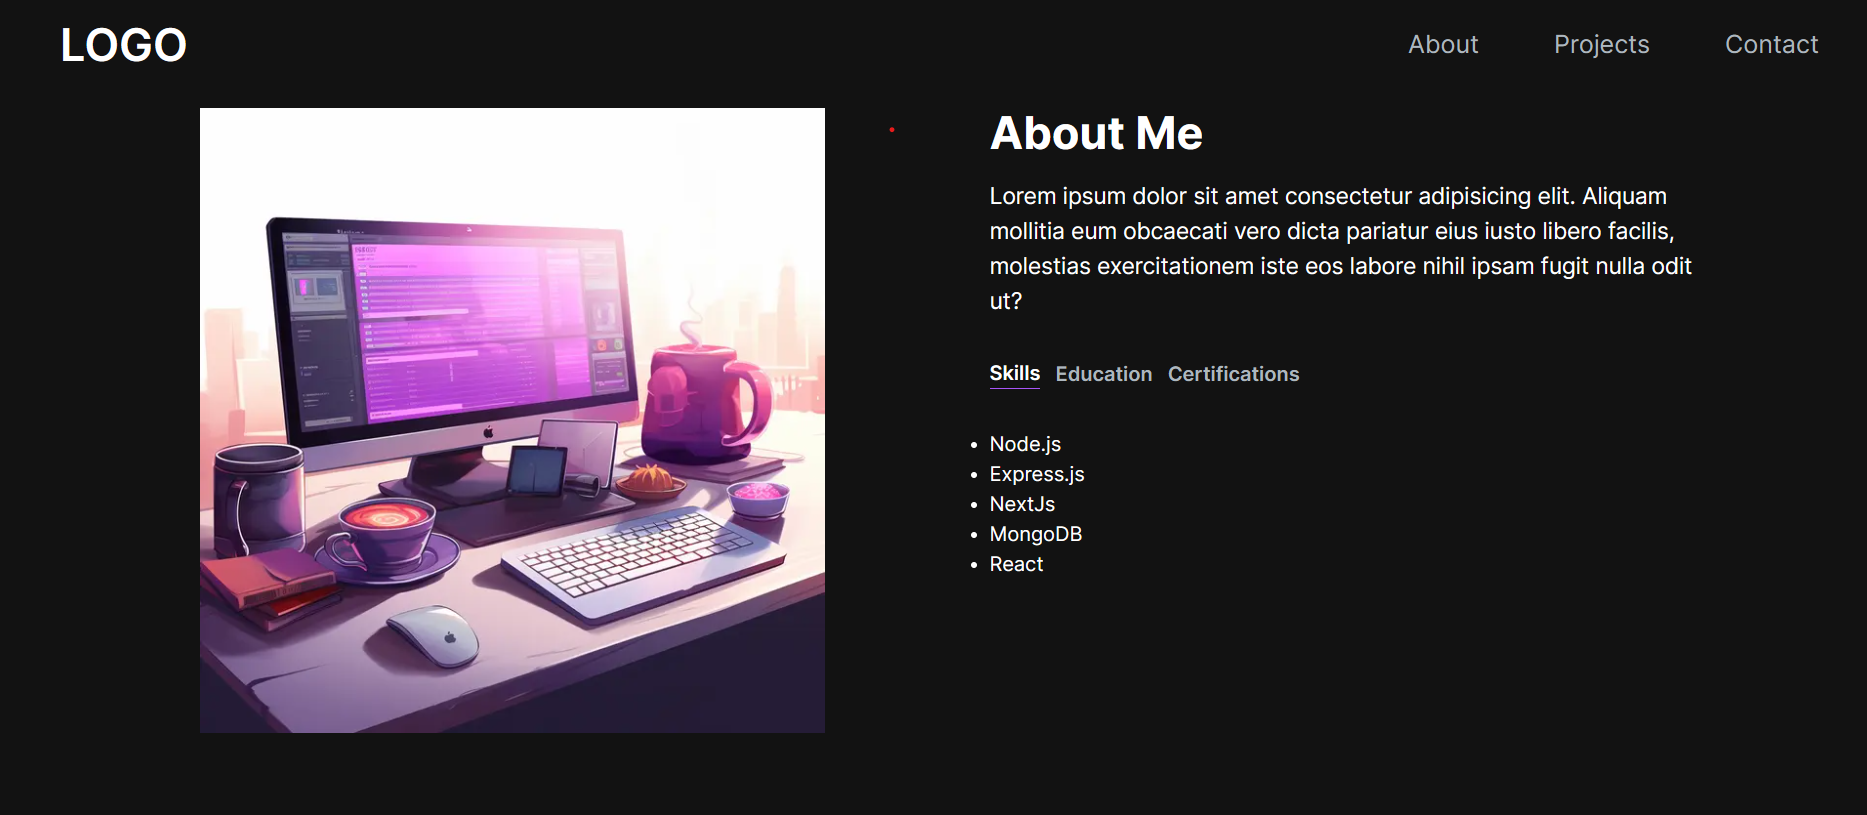 LOGO
About
Projects
Contact
About Me
Lorem ipsum dolor sit amet consectetur adipisicing elit. Aliquam
mollitia eum obcaecati vero dicta pariatur eius iusto libero facilis,
molestias exercitationem iste eos labore nihil ipsam fugit nulla odit
ut?
Skills Education Certifications
• Node.js
• Express.js
• NextJs
• MongoDB
• React